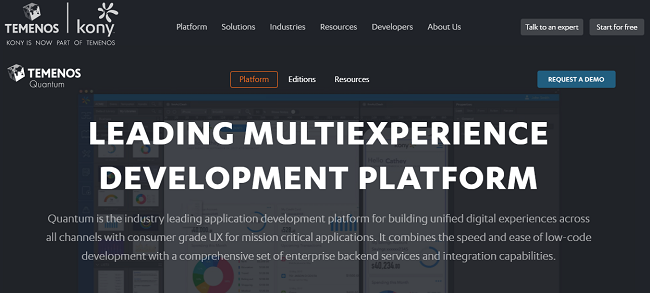 TEMENOS kony
KONY IS NOW PART OF TEMENOS
Platform Solutions Industries Resources Developers About Us
Talk to an expert Start for free
TEMENOS
Quantum
Platform Editions Resources
REQUEST A DEMO
LEADING MULTIEXPERIENCE
DEVELOPMENT PLATFORM
Quantum is the industry leading application development platform for building unified digital experiences across
all channels with consumer grade UX for mission critical applications. It combines the speed and ease of low-code
development with a comprehensive set of enterprise backend services and integration capabilities.